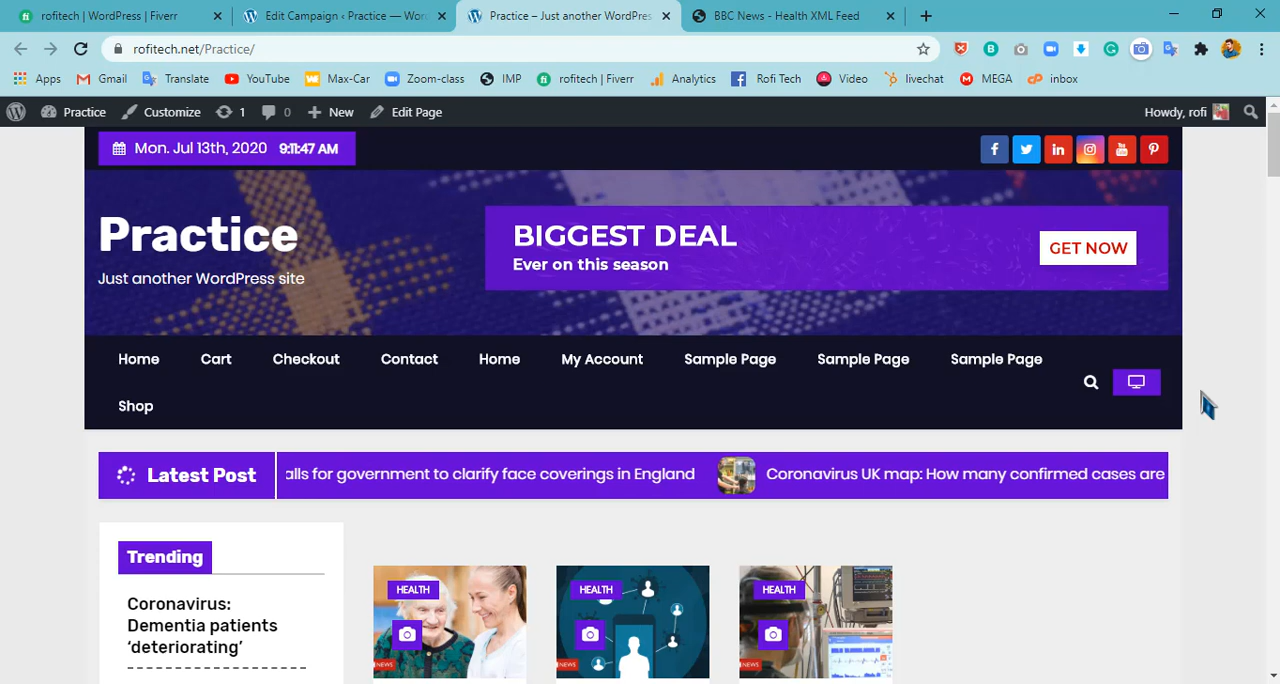 rofitech | WordPress | Fiverr
Edit Campaign ‹ Practice — Wor
Practice – Just another WordPres
BBC News - Health XML Feed
rofitech.net/Practice/
Apps Gmail Translate YouTube Max-Car Zoom-class IMP rofitech | Fiverr Analytics Rofi Tech Video livechat MEGA inbox
Practice Customize 1 0 New Edit Page Howdy, rofi
Mon. Jul 13th, 2020 9:11:47 AM
Practice
Just another WordPress site
BIGGEST DEAL
Ever on this season
GET NOW
Home Cart Checkout Contact Home My Account Sample Page Sample Page Sample Page
Shop
Latest Post
alls for government to clarify face coverings in England
Coronavirus UK map: How many confirmed cases are
Trending
Coronavirus:
Dementia patients
‘deteriorating’
HEALTH
NEWS
HEALTH
NEWS
HEALTH
NEWS